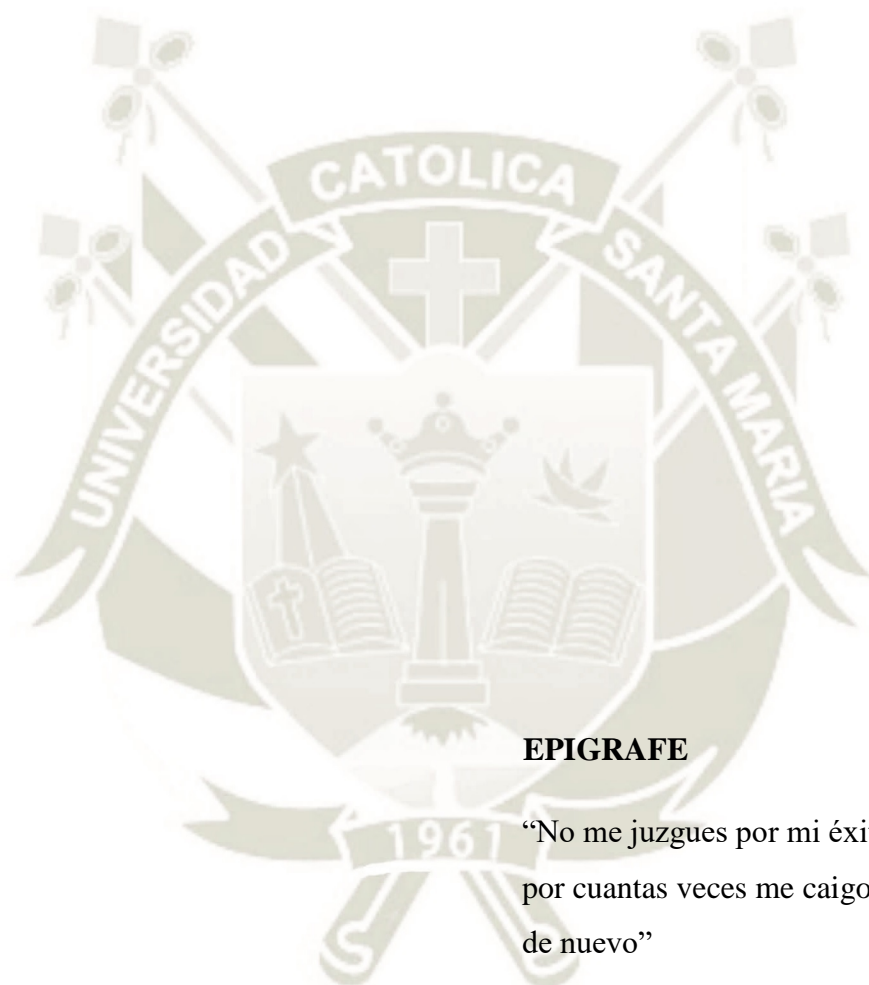 CATOLICA
UNIVERSIDAD
SANTA MARIA
EPIGRAFE
“No me juzgues por mi
por cuantas veces me caigo
de nuevo”
1961